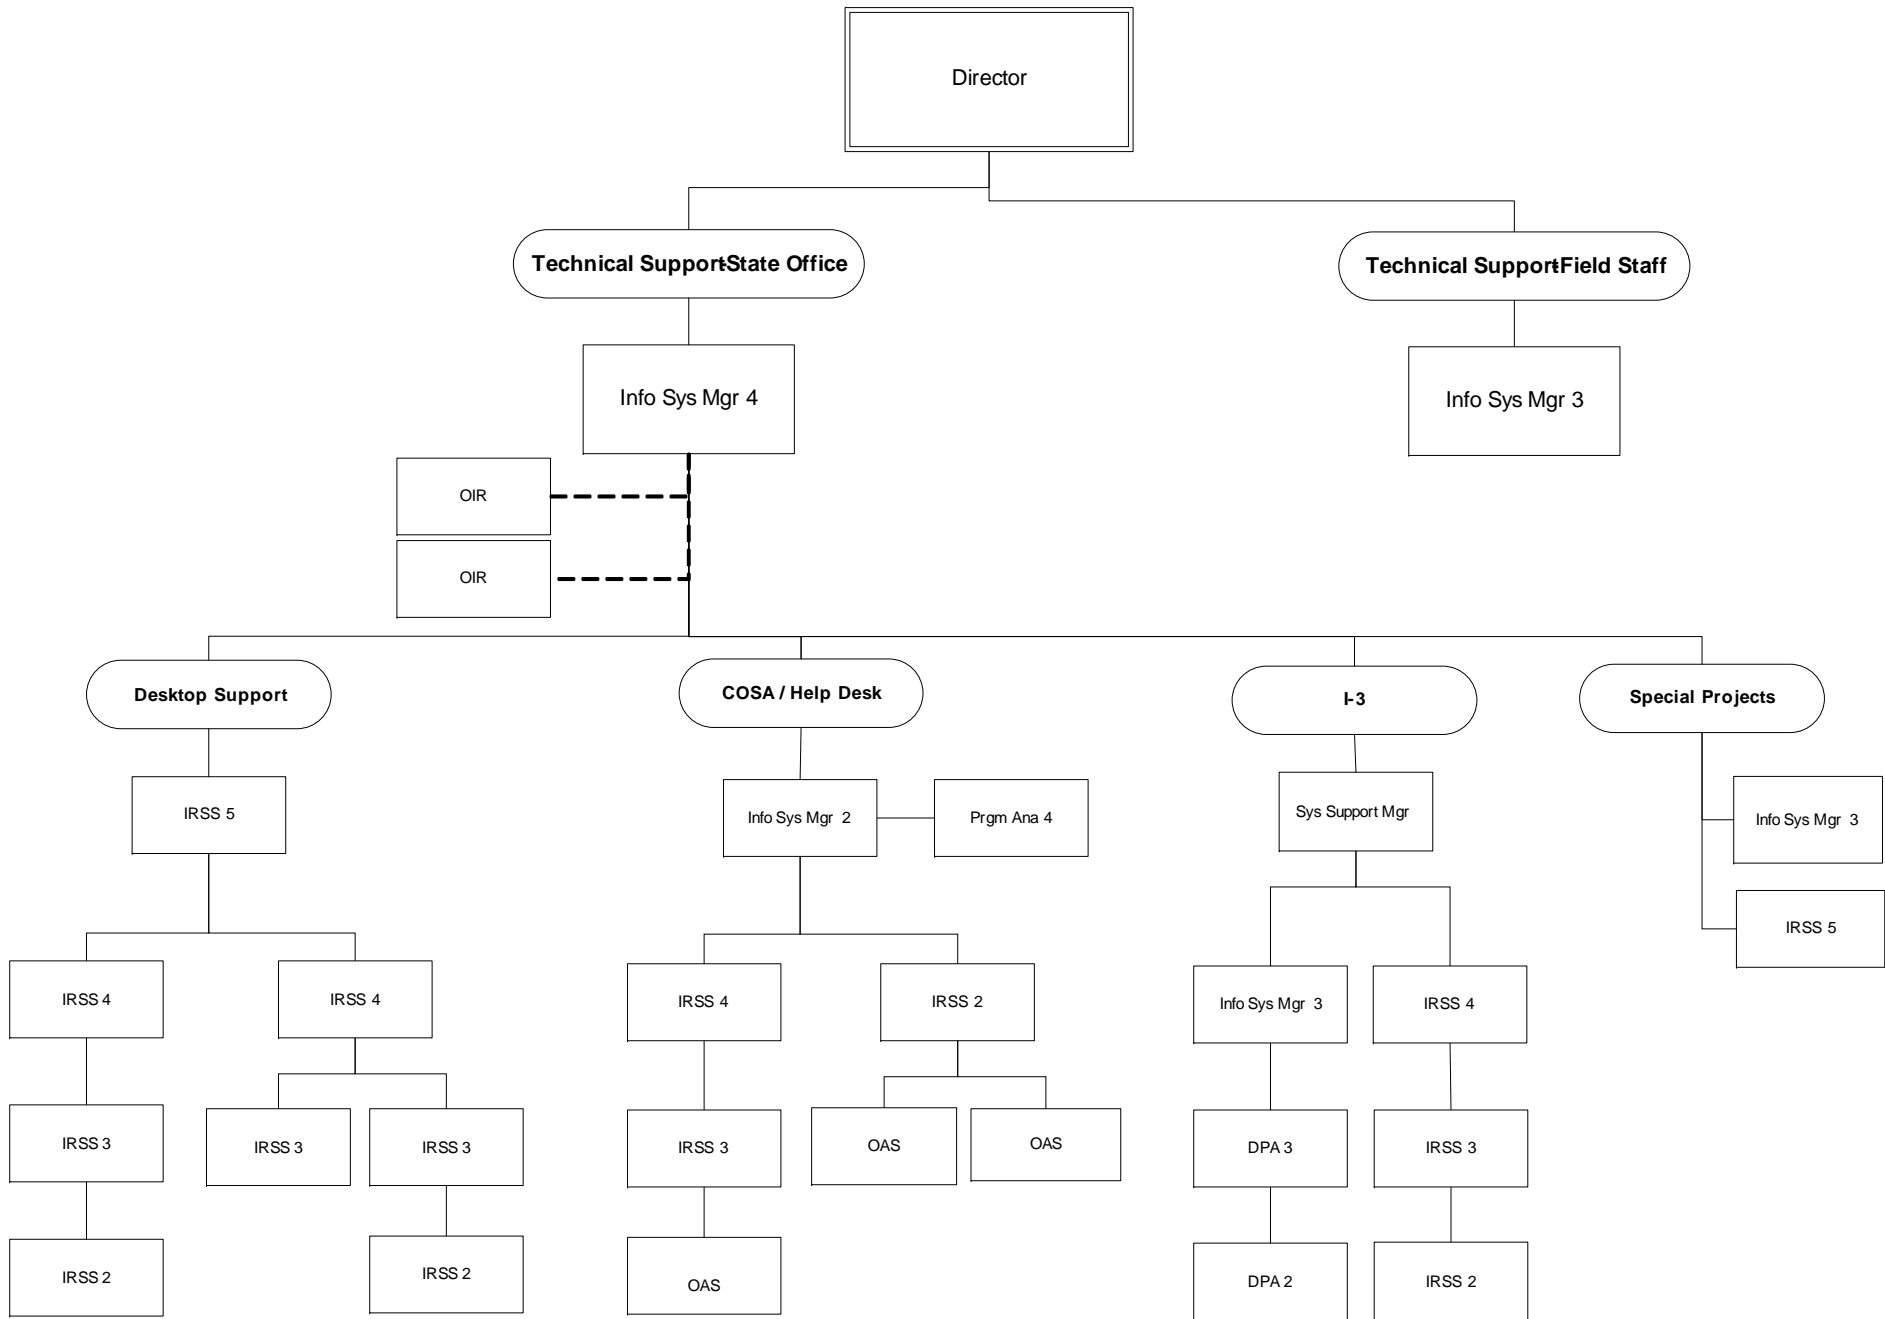 Director
Technical Support-State Office
Technical Support-Field Staff
Info Sys Mgr 4
Info Sys Mgr 3
OIR
OIR
Desktop Support
COSA / Help Desk
I-3
Special Projects
IRSS 5
Info Sys Mgr 2
Prgm Ana 4
Sys Support Mgr
Info Sys Mgr 3
IRSS 5
IRSS 4
IRSS 4
IRSS 4
IRSS 2
Info Sys Mgr 3
IRSS 4
IRSS 3
IRSS 3
IRSS 3
IRSS 3
OAS
OAS
DPA 3
IRSS 3
IRSS 2
IRSS 2
OAS
DPA 2
IRSS 2